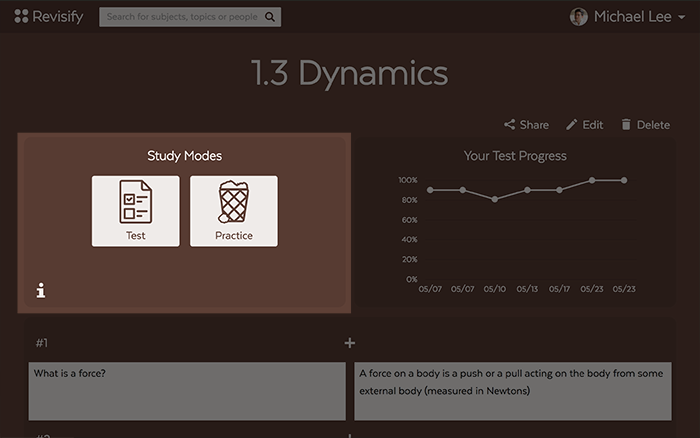 Revisify
Search for subjects, topics or people
Michael Lee
1.3 Dynamics
Share
Edit
Delete
Study Modes
Test
Practice
i
Your Test Progress
100%
80%
60%
40%
20%
0%
05/07 05/07 05/10 05/13 05/17 05/23 05/23
#1
+
What is a force?
A force on a body is a push or a pull acting on the body from some
external body (measured in Newtons)